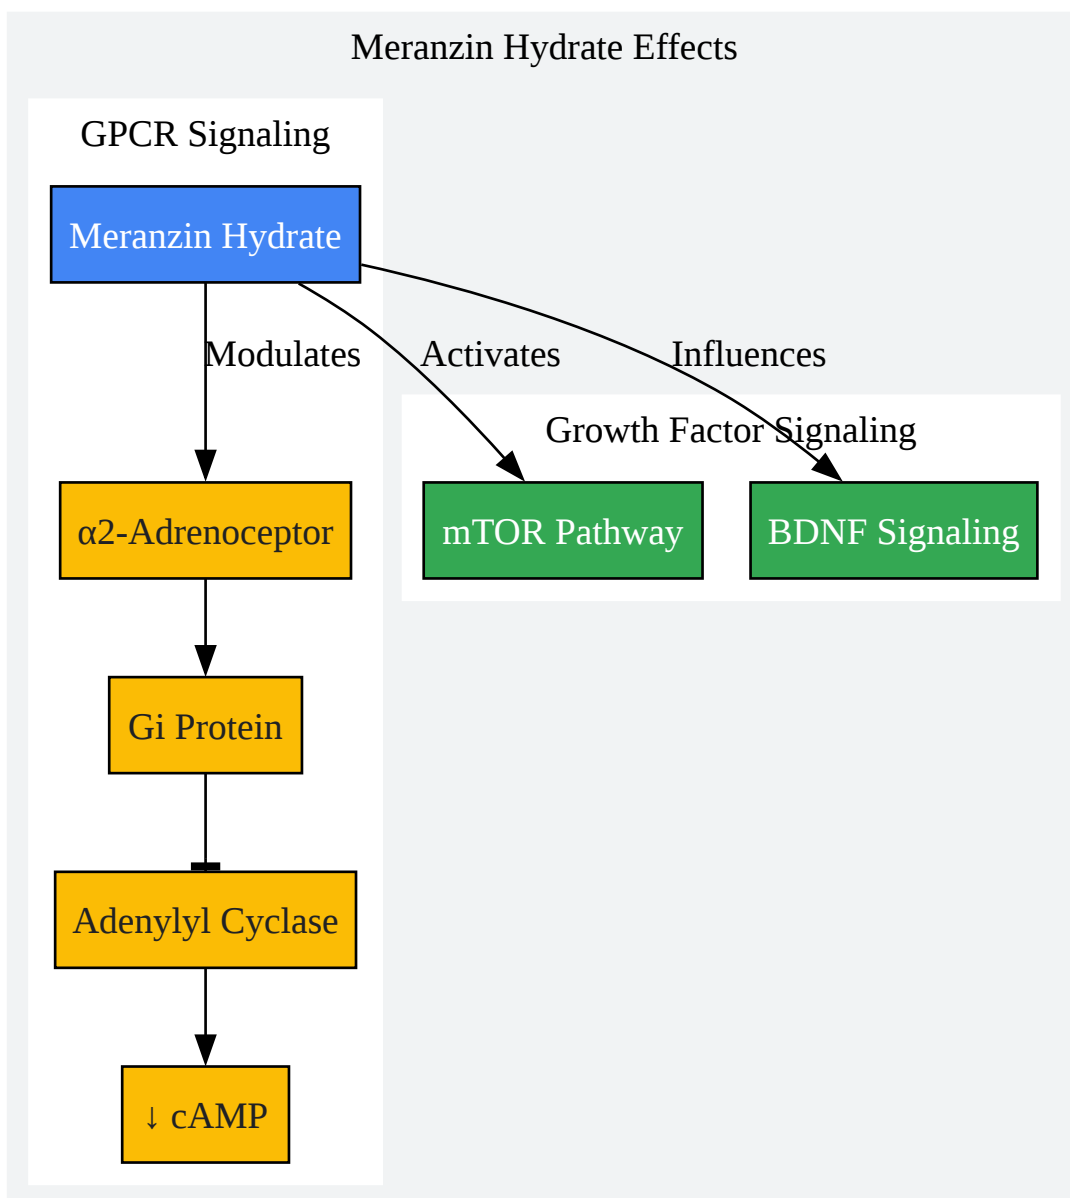 Meranzin Hydrate Effects
GPCR Signaling
Meranzin Hydrate
Modulates
Activates
Influences
Growth Factor Signaling
α2-Adrenoceptor
mTOR Pathway
BDNF Signaling
Gi Protein
Adenylyl Cyclase
↓ cAMP